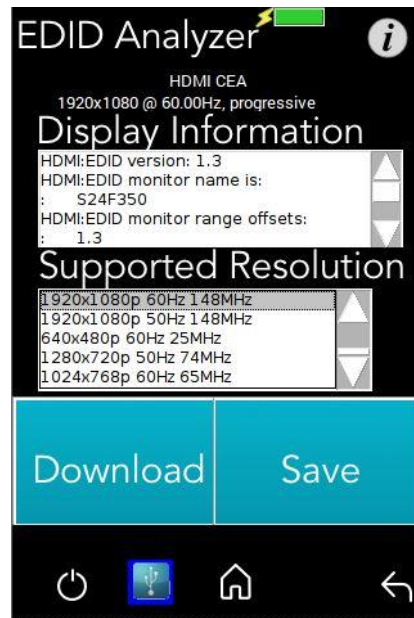 EDID Analyzer
i
HDMI CEA
1920x1080 @ 60.00Hz, progressive
Display Information
HDMI:EDID version: 1.3
HDMI:EDID monitor name is:
: S24F350
HDMI:EDID monitor range offsets:
: 1.3
Supported Resolution
1920x1080p 60Hz 148MHz
1920x1080p 50Hz 148MHz
640x480p 60Hz 25MHz
1280x720p 50Hz 74MHz
1024x768p 60Hz 65MHz
Download
Save